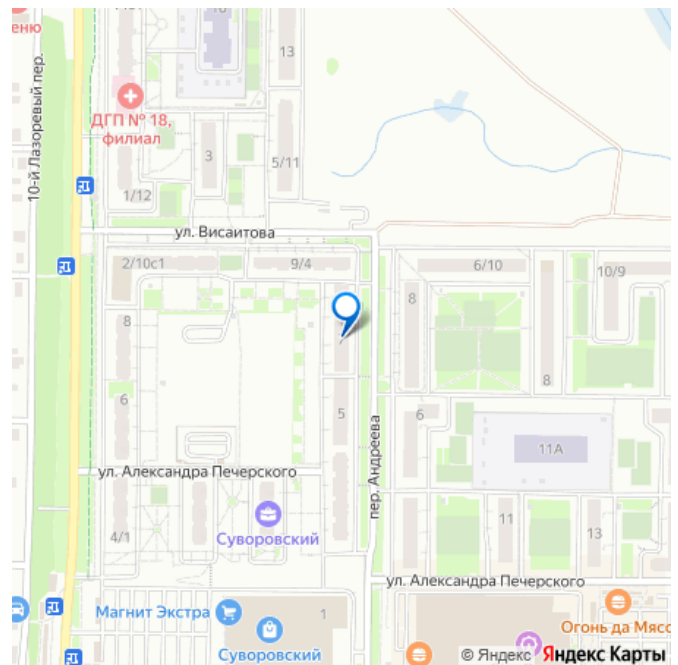 еню
10-й Лазоревый пер.
10
13
ДГП № 18,
филиал
3
5/11
1/12
ул. Висаитова
2/10с1
9/4
6/10
10/9
8
8
8
6
5
6
11А
ул. Александра Печерского
пер. Андреева
Суворовский
11
13
4/1
ул. Александра Печерского
Магнит Экстра
1
Огонь да Мясо
Суворовский
© Яндекс Яндекс Карты